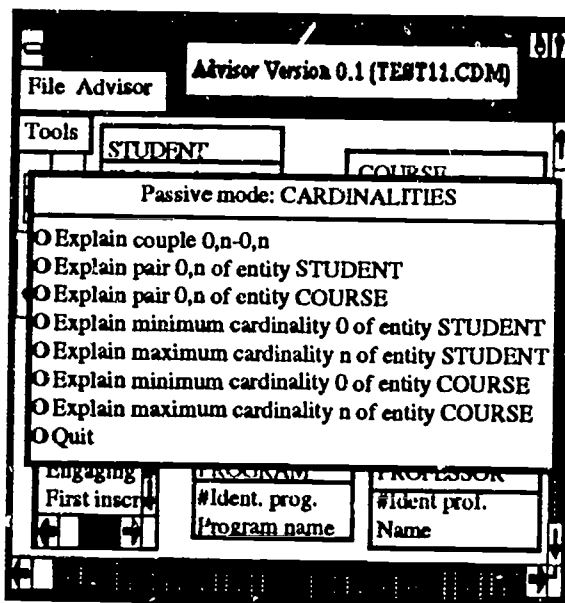 Advisor Version 0.1 (TEST11.CDM)
File Advisor
Tools
STUDENT
COURSE
Passive mode: CARDINALITIES
O Explain couple 0,n-0,n
O Explain pair 0,n of entity STUDENT
O Explain pair 0,n of entity COURSE
O Explain minimum cardinality 0 of entity STUDENT
O Explain maximum cardinality n of entity STUDENT
O Explain minimum cardinality 0 of entity COURSE
O Explain maximum cardinality n of entity COURSE
O Quit
Engaging
First inscr
PROGRAM
#Ident. prog.
Program name
PROFESSOR
#Ident prof.
Name